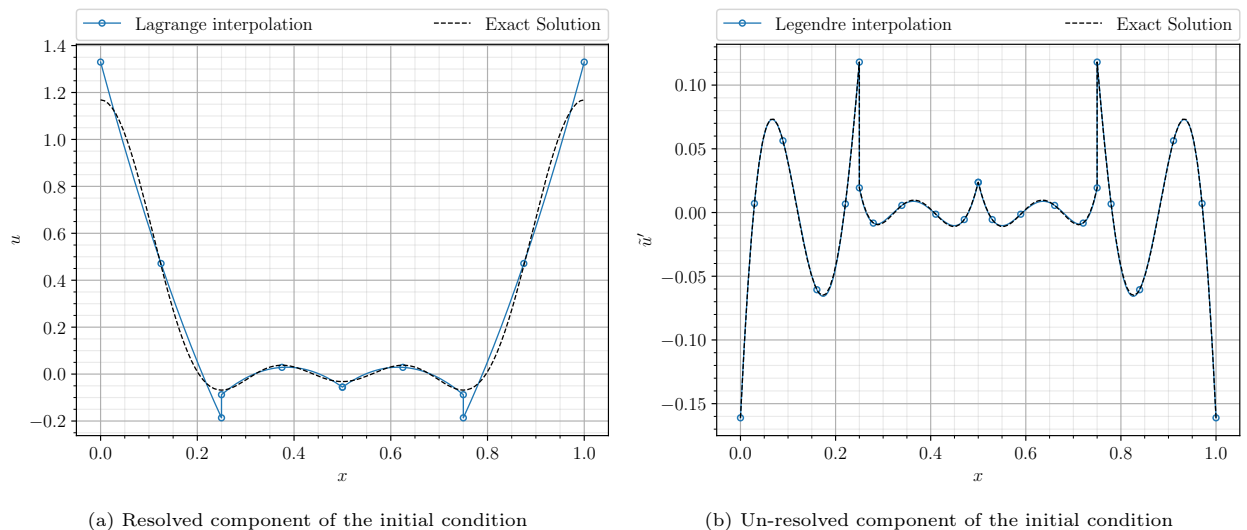 Lagrange interpolation Exact Solution
1.4
1.2
1.0
0.8
0.6
0.4
0.2
0.0
−0.2
u
0.0 0.2 0.4 0.6 0.8 1.0
x
(a) Resolved component of the initial condition
Legendre interpolation Exact Solution
0.10
0.05
0.00
−0.05
−0.10
−0.15
ũ′
0.0 0.2 0.4 0.6 0.8 1.0
x
(b) Un-resolved component of the initial condition